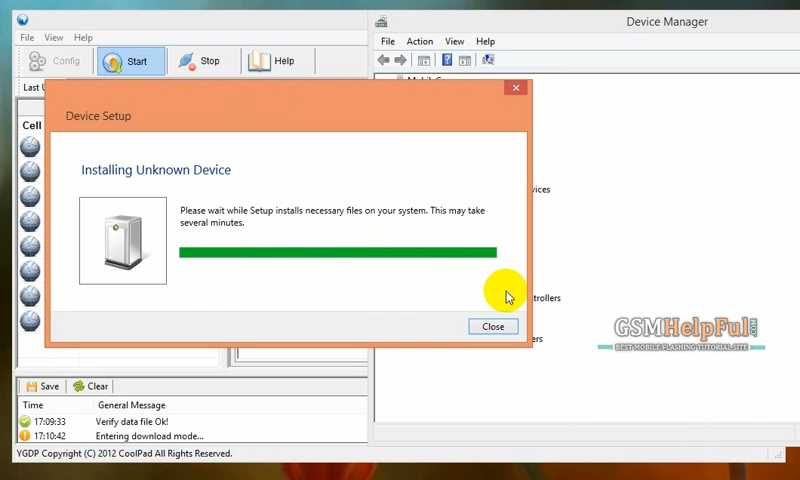 Device Manager
File View Help
File Action View Help
Config Start Stop Help
Last
Device Setup
Cell
Installing Unknown Device
Please wait while Setup installs necessary files on your system. This may take
several minutes.
Close
GSMHelpFul.COM
BEST MOBILE FLASHING TUTORIAL SITE
Save Clear
Time General Message
17:09:33 Verify data file Ok!
17:10:42 Entering download mode...
YGDP Copyright (C) 2012 CoolPad All Rights Reserved.